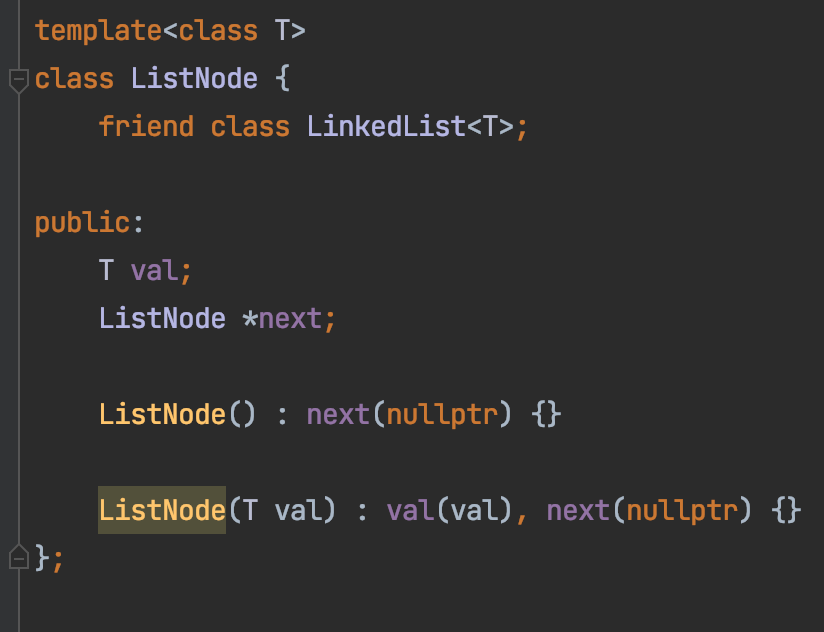 template<class T>
class ListNode {
    friend class LinkedList<T>;

public:
    T val;
    ListNode *next;

    ListNode() : next(nullptr) {}

    ListNode(T val) : val(val), next(nullptr) {}
};